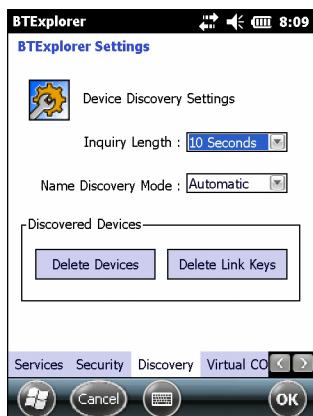 BTExplorer 8:09
BTExplorer Settings
Device Discovery Settings
Inquiry Length : 10 Seconds
Name Discovery Mode : Automatic
Discovered Devices
Delete Devices Delete Link Keys
Services Security Discovery Virtual CO
Cancel OK